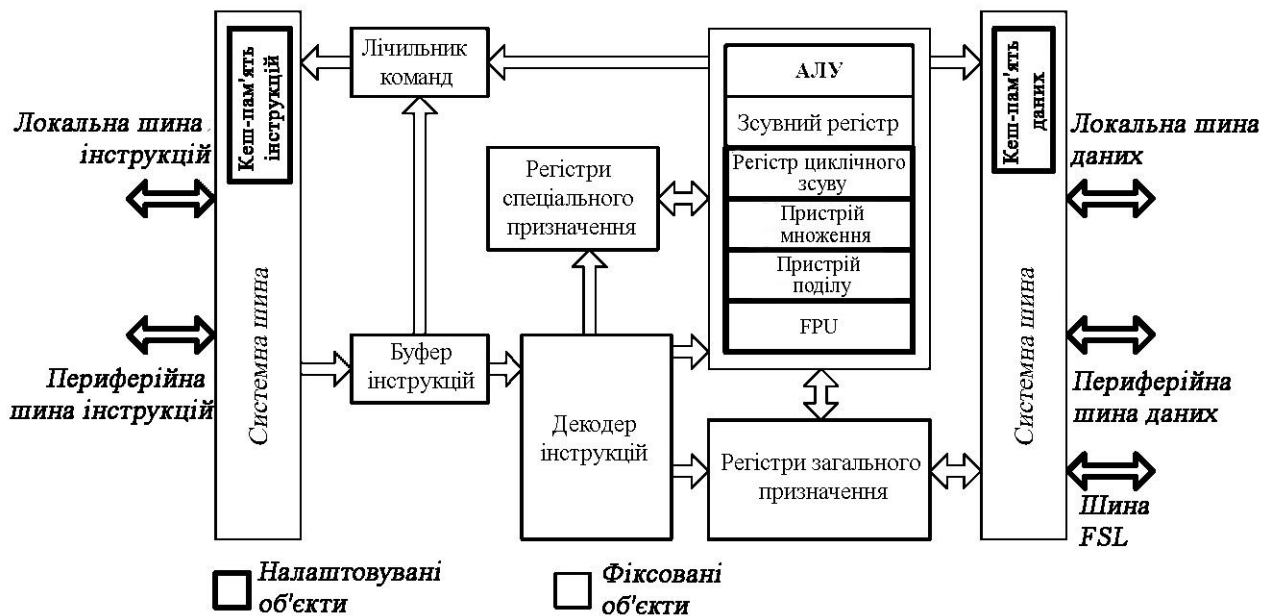 Кеш-пам'ять
інструкцій
Системна шина
Локальна шина
інструкцій
Периферійна
шина інструкцій
Лічильник
команд
Буфер
інструкцій
Регістри
спеціального
призначення
Декодер
інструкцій
АЛУ
Зсувний регістр
Регістр циклічного
зсуву
Пристрій
множення
Пристрій
поділу
FPU
Регістри загального
призначення
Кеш-пам'ять
даних
Системна шина
Локальна шина
даних
Периферійна
шина даних
Шина
FSL
Налаштовувані
об'єкти
Фіксовані
об'єкти